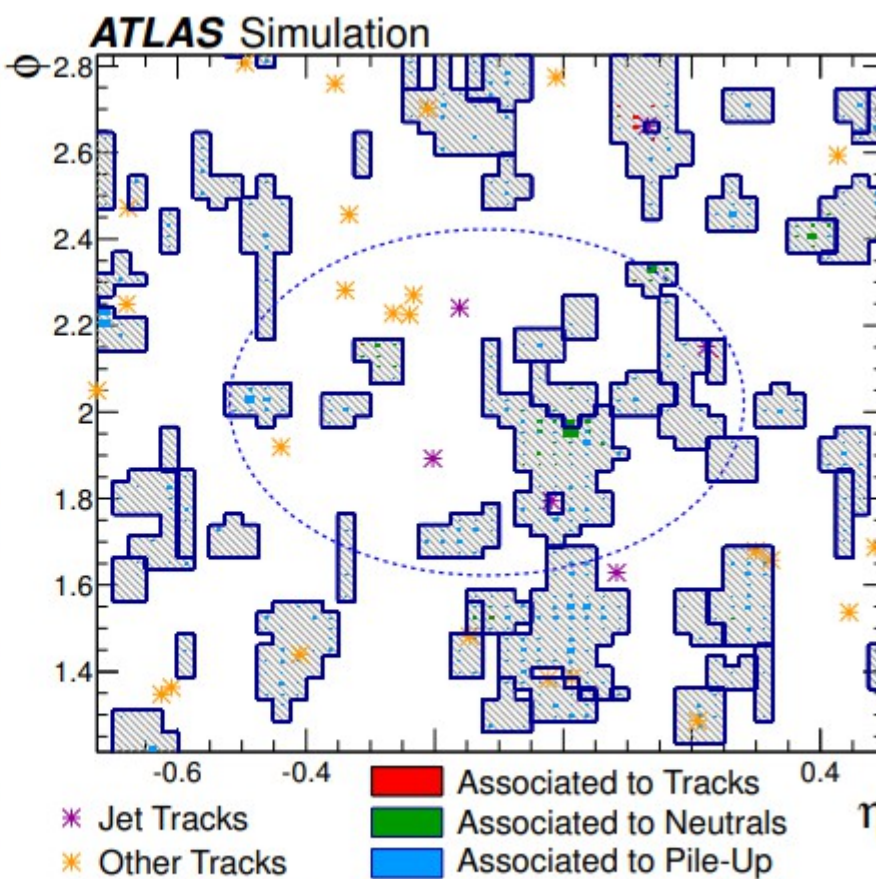 ATLAS Simulation
ϕ
2.8
2.6
2.4
2.2
2
1.8
1.6
1.4
-0.6 -0.4 0.4
η
Jet Tracks
Other Tracks
Associated to Tracks
Associated to Neutrals
Associated to Pile-Up